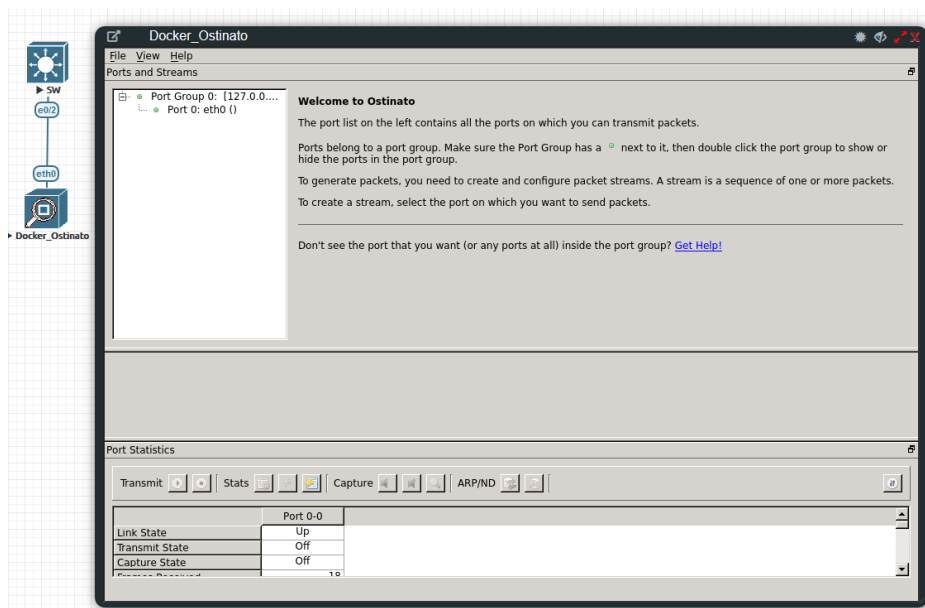 Docker_Ostinato
File View Help
Ports and Streams
SW
e0/2
eth0
Docker_Ostinato
Port Group 0: [127.0.0....
Port 0: eth0 ()
Welcome to Ostinato
The port list on the left contains all the ports on which you can transmit packets.
Ports belong to a port group. Make sure the Port Group has a next to it, then double click the port group to show or
hide the ports in the port group.
To generate packets, you need to create and configure packet streams. A stream is a sequence of one or more packets.
To create a stream, select the port on which you want to send packets.
Don't see the port that you want (or any ports at all) inside the port group? Get Help!
Port Statistics
Transmit Stats Capture ARP/ND
Port 0-0
Link State Up
Transmit State Off
Capture State Off
Frames Received 18